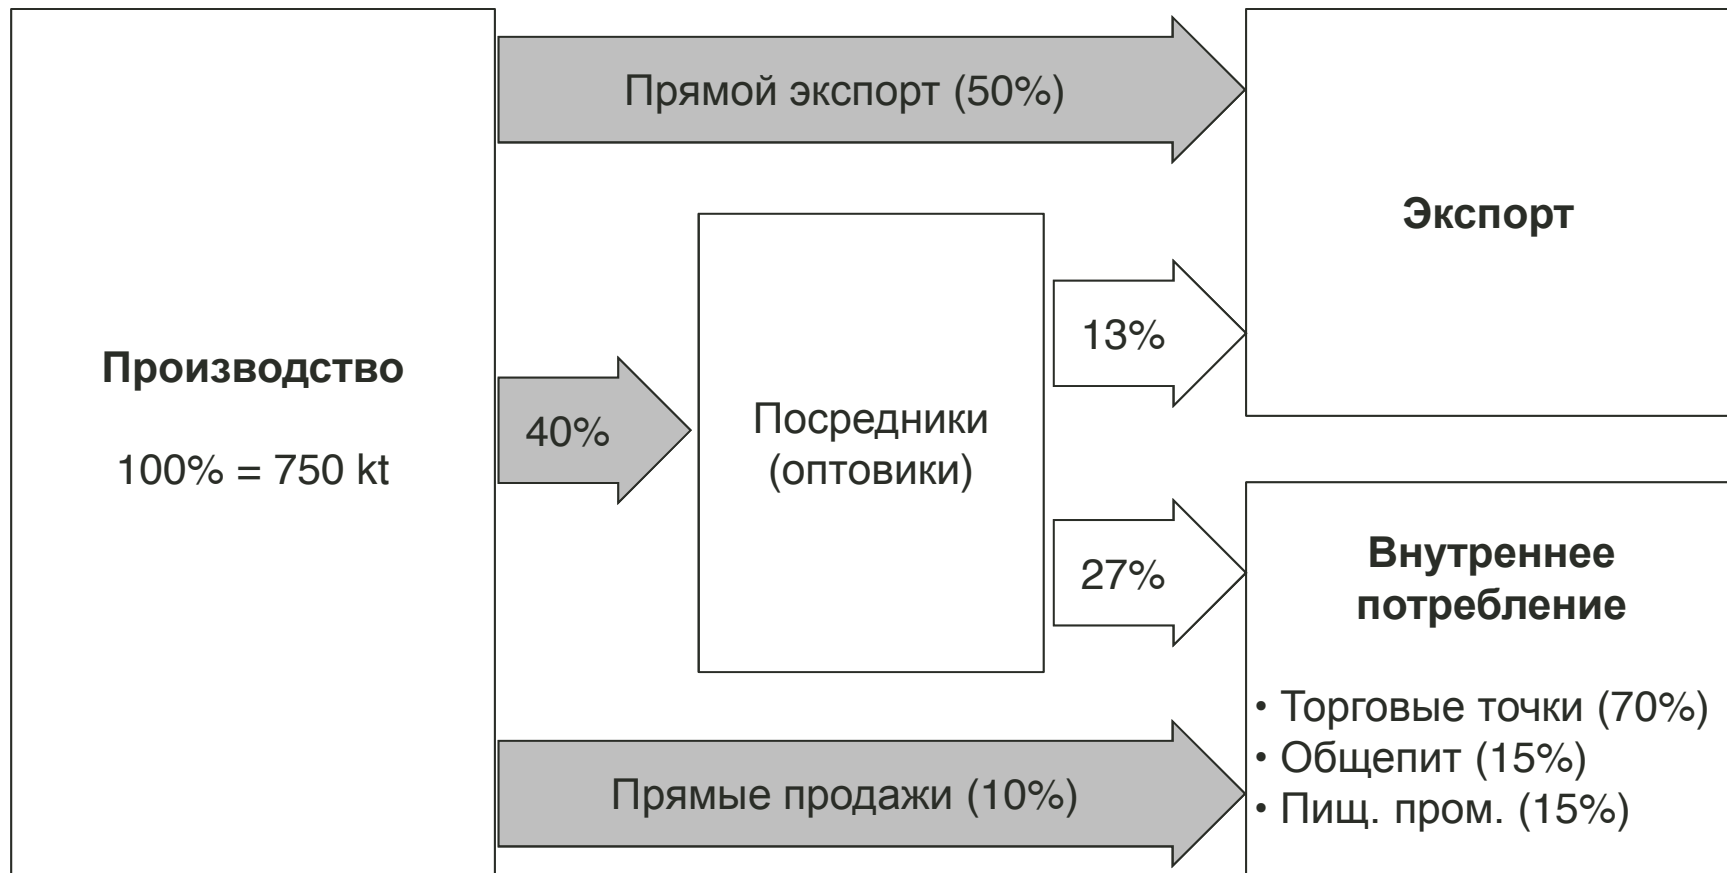 Прямой экспорт (50%)
Экспорт
13%
Производство
100% = 750 kt
40%
Посредники
(оптовики)
27%
Внутреннее
потребление
• Торговые точки (70%)
• Общепит (15%)
• Пищ. пром. (15%)
Прямые продажи (10%)